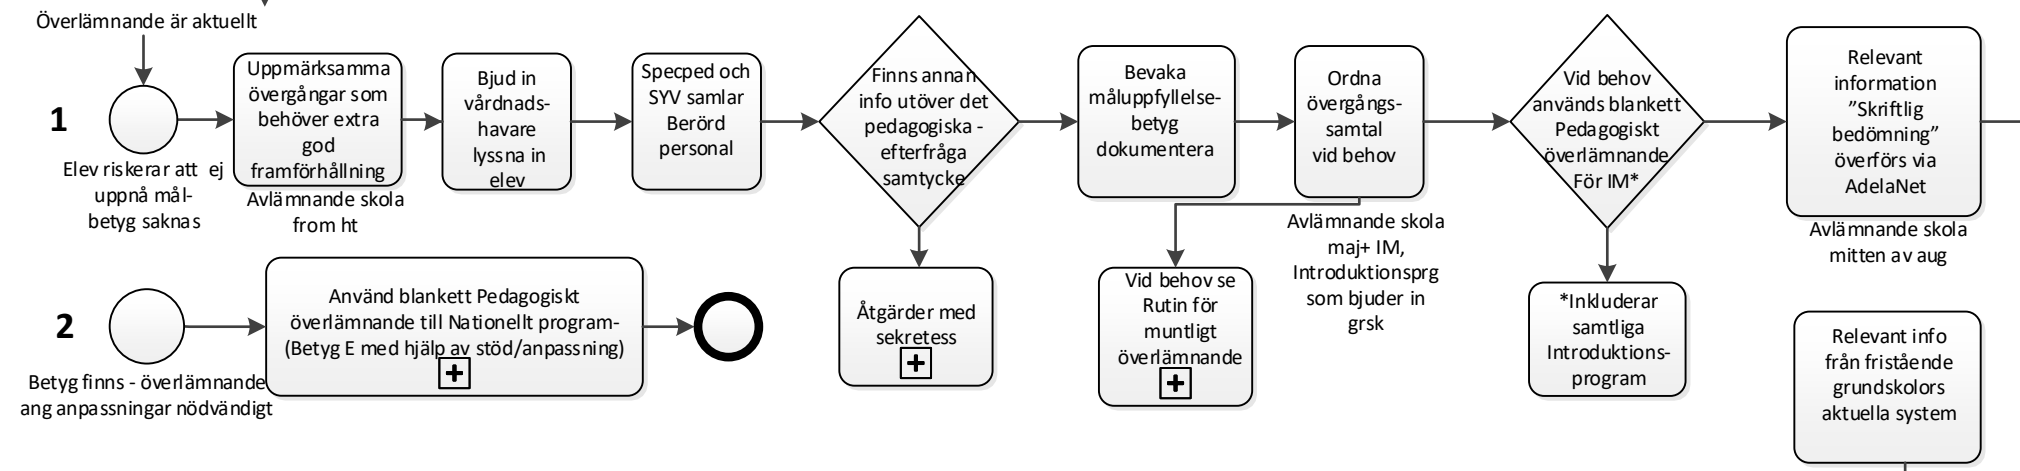 Överlämnande är aktuellt
1
Elev riskerar att ej
uppnå mål-
betyg saknas
Uppmärksamma
övergångar som
behöver extra
god
framförhållning
Avlämnande skola
from ht
Bjud in
vårdnads-
havare
lyssna in
elev
Specped och
SYV samlar
Berörd
personal
Finns annan
info utöver det
pedagogiska -
efterfråga
samtycke
Åtgärder med
sekretess
Bevaka
måluppfyllelse-
betyg
dokumentera
Ordna
övergångs-
samtal
vid behov
Avlämnande skola
maj+ IM,
Introduktionsprg
som bjuder in
grsk
Vid behov se
Rutin för
muntligt
överlämnande
Vid behov
används blankett
Pedagogiskt
överlämnande
För IM*
*Inkluderar
samtliga
Introduktions-
program
Relevant
information
”Skriftlig
bedömning”
överförs via
AdelaNet
Avlämnande skola
mitten av aug
Relevant info
från fristående
grundskolors
aktuella system
2
Betyg finns - överlämnande
ang anpassningar nödvändigt
Använd blankett Pedagogiskt
överlämnande till Nationellt program-
(Betyg E med hjälp av stöd/anpassning)